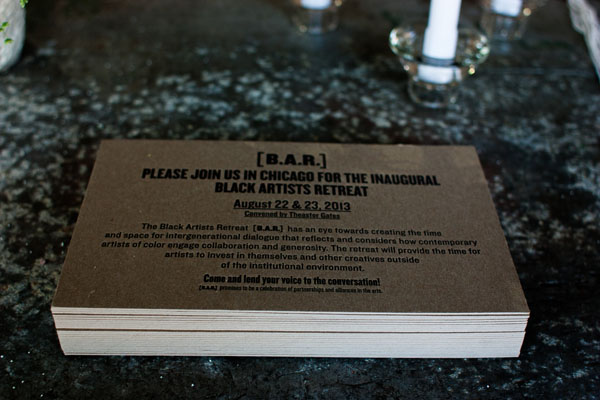 [B.A.R.]
PLEASE JOIN US IN CHICAGO FOR THE INAUGURAL
BLACK ARTISTS RETREAT
August 22 & 23, 2013
Convened by Theaster Gates
The Black Artists Retreat [B.A.R.] has an eye towards creating the time
and space for intergenerational dialogue that reflects and considers how contemporary
artists of color engage collaboration and generosity. The retreat will provide the time for
artists to invest in themselves and other creatives outside
of the institutional environment.
Come and lend your voice to the conversation!
[B.A.R.] promises to be a celebration of partnerships and alliances in the arts.